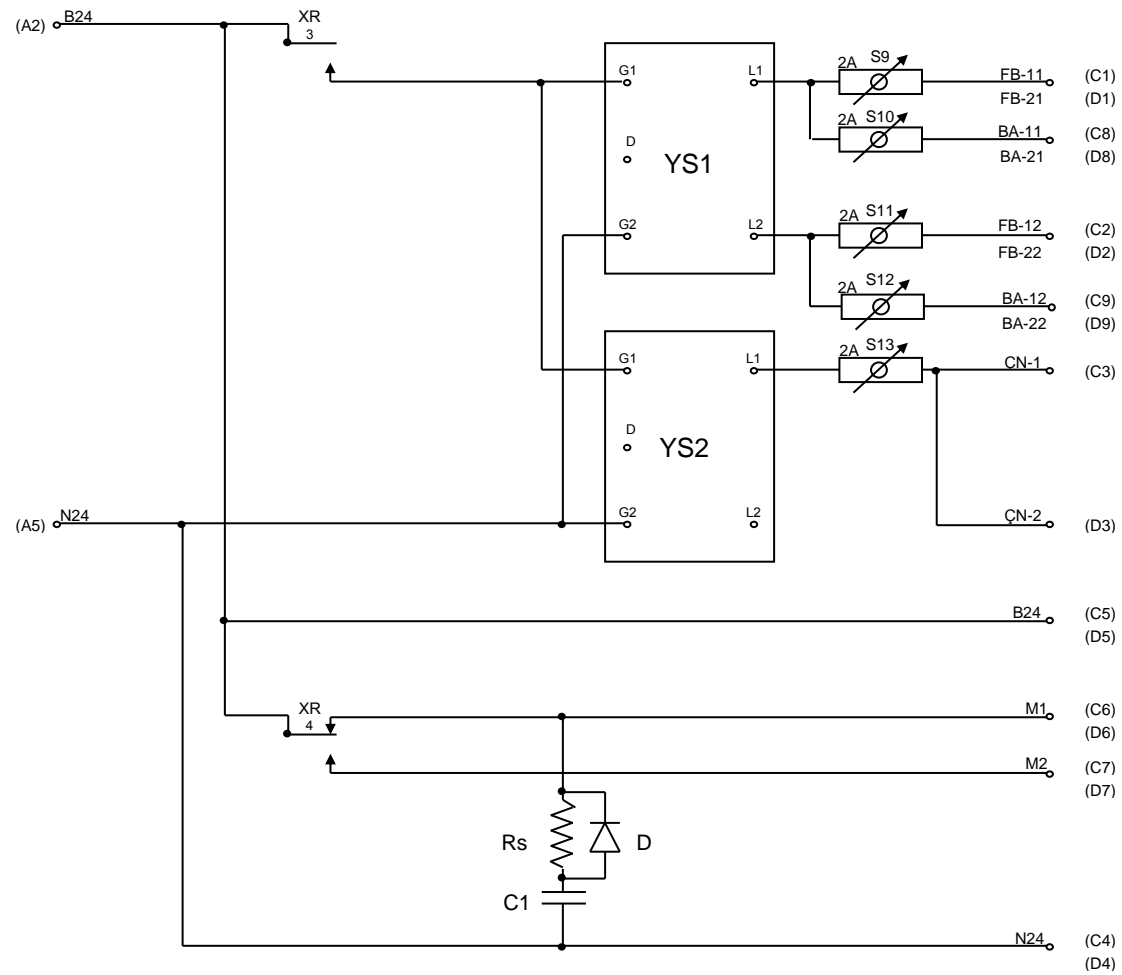 (A2) B24 XR
3
G1 L1 2A S9 FB-11 (C1)
FB-21 (D1)
D 2A S10 BA-11 (C8)
YS1 BA-21 (D8)
G2 L2 2A S11 FB-12 (C2)
FB-22 (D2)
2A S12 BA-12 (C9)
BA-22 (D9)
G1 L1 2A S13 CN-1 (C3)
D
YS2
(A5) N24 G2 L2 CN-2 (D3)
B24 (C5)
(D5)
XR M1 (C6)
4 (D6)
M2 (C7)
(D7)
Rs D
C1
N24 (C4)
(D4)